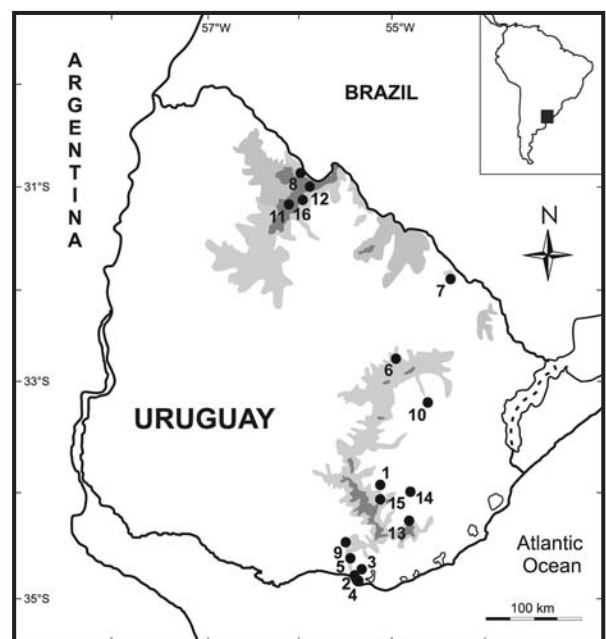 57°W
55°W
ARGENTINA
BRAZIL
31°S
8
12
11
16
N
7
6
33°S
10
URUGUAY
1
14
15
13
9
5
3
2
4
Atlantic
Ocean
35°S
100 km